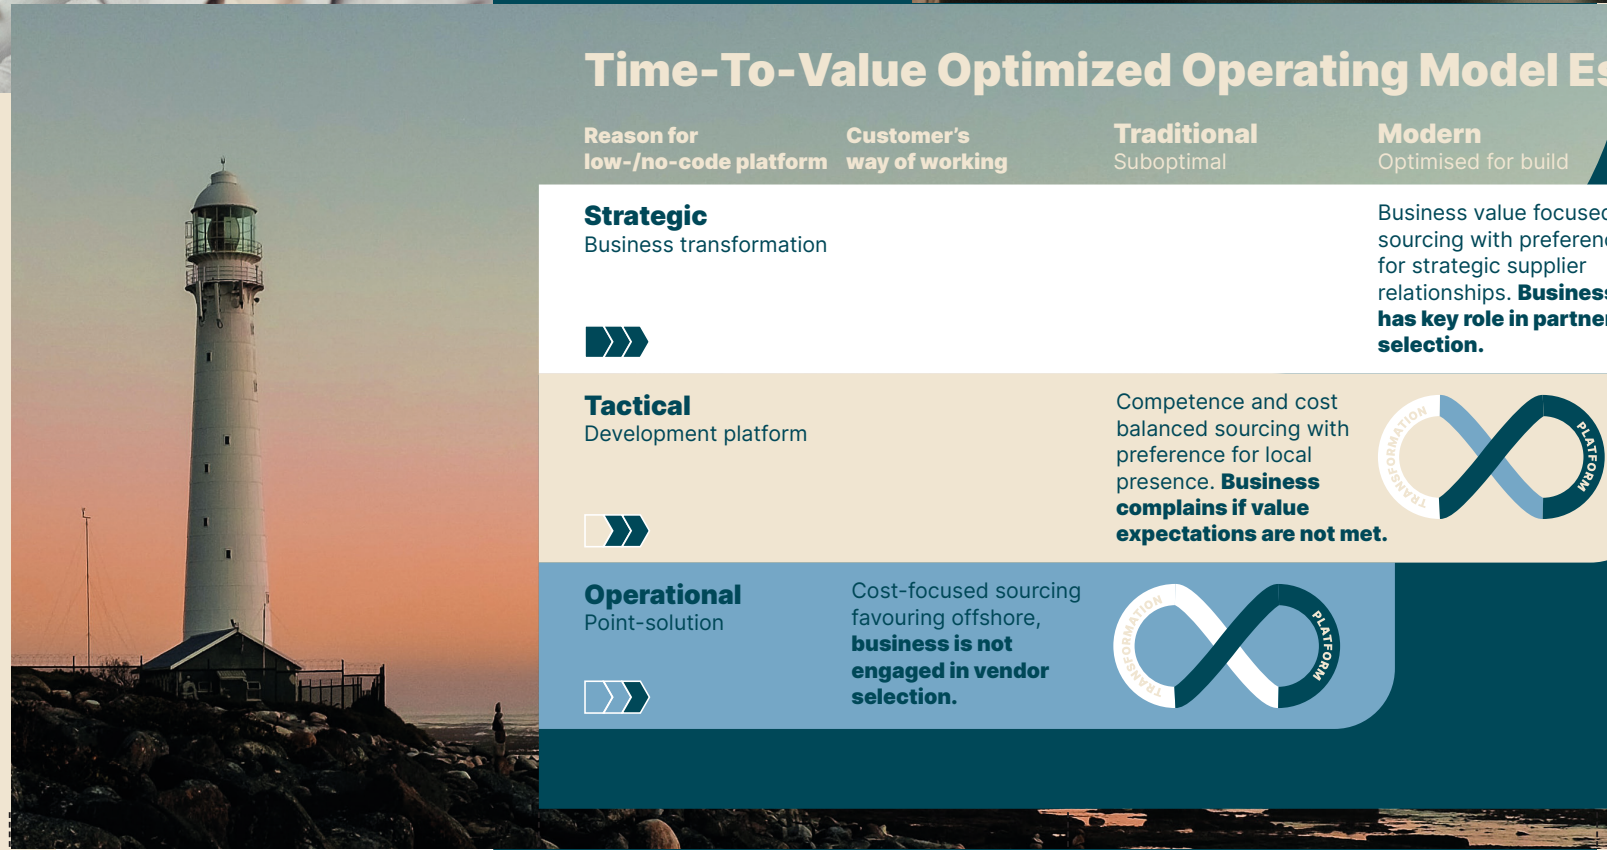 Time-To-Value Optimized Operating Model
Reason for
low-/no-code platform
Customer’s
way of working
Traditional
Suboptimal
Modern
Optimised for build
Strategic
Business transformation
Business value focused
sourcing with
for strategic supplier
relationships. Business
has key role in
selection.
Tactical
Development platform
Competence and cost
balanced sourcing with
preference for local
presence. Business
complains if value
expectations are not met.
TRANSFORMATION
PLATFORM
Operational
Point-solution
Cost-focused sourcing
favouring offshore,
business is not
engaged in vendor
selection.
TRANSFORMATION
PLATFORM